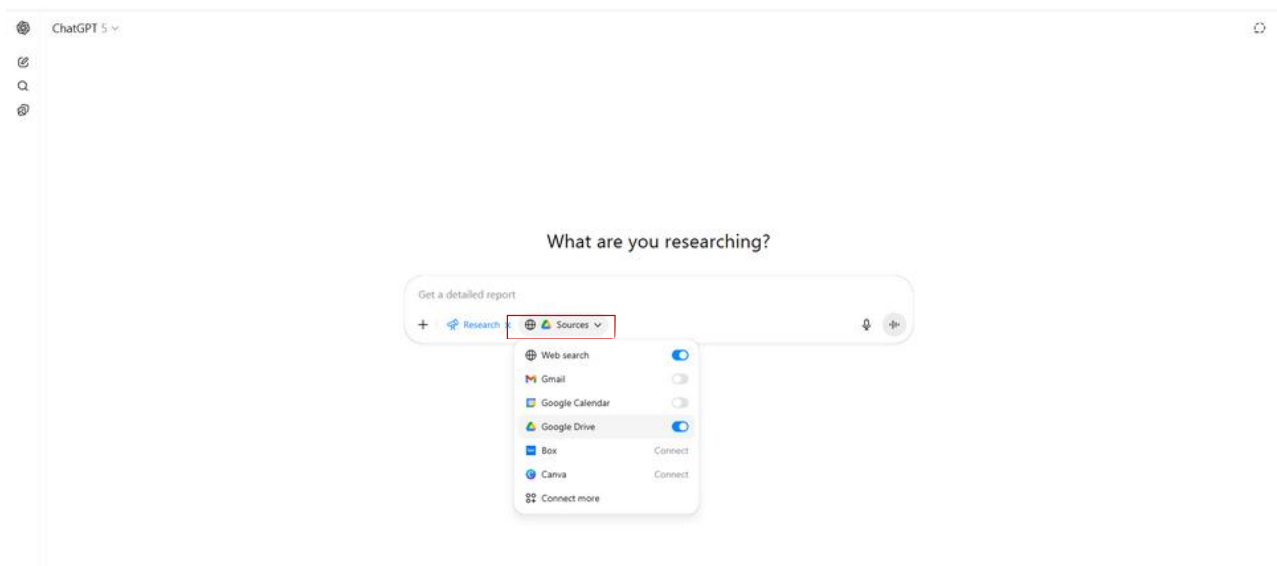 ChatGPT 5
What are you researching?
Get a detailed report
Research
Sources
Web search
Gmail
Google Calendar
Google Drive
Box Connect
Canva Connect
Connect more